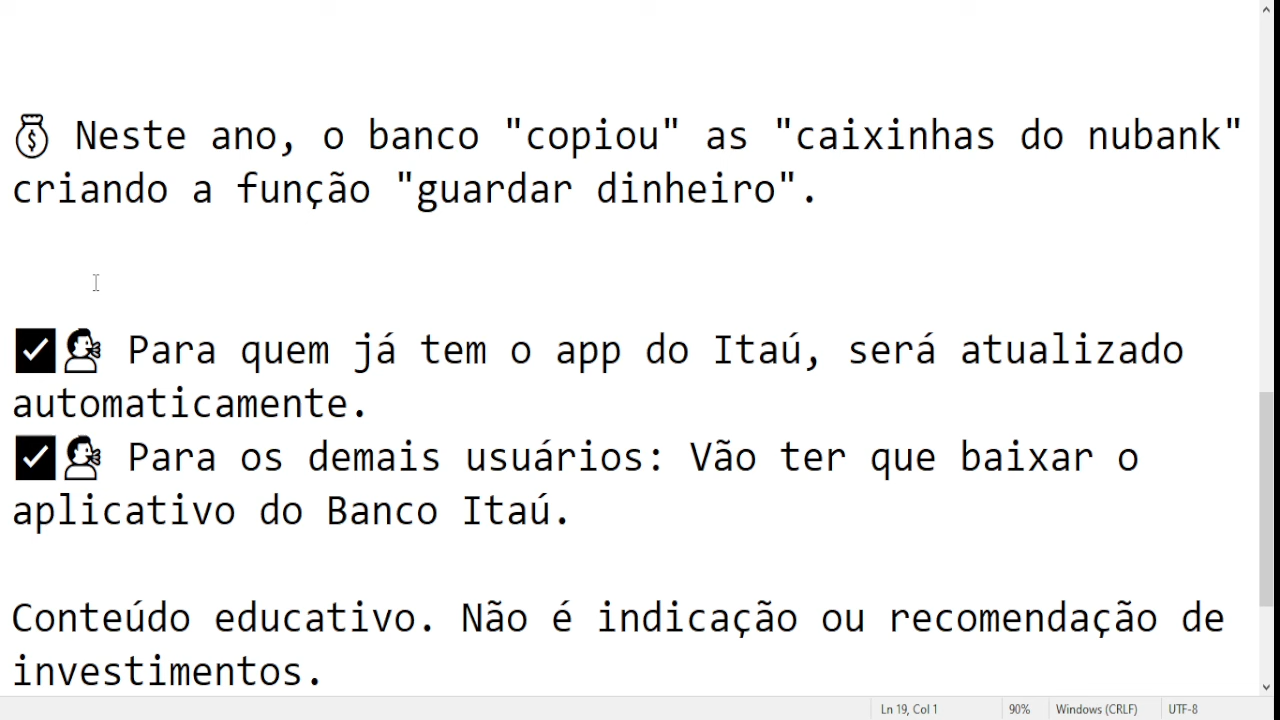 💰 Neste ano, o banco "copiou" as "caixinhas do nubank"
criando a função "guardar dinheiro".
☑🗣 Para quem já tem o app do Itaú, será atualizado
automaticamente.
☑🗣 Para os demais usuários: Vão ter que baixar o
aplicativo do Banco Itaú.
Conteúdo educativo. Não é indicação ou recomendação de
investimentos.
Ln 19, Col 1 90% Windows (CRLF) UTF-8